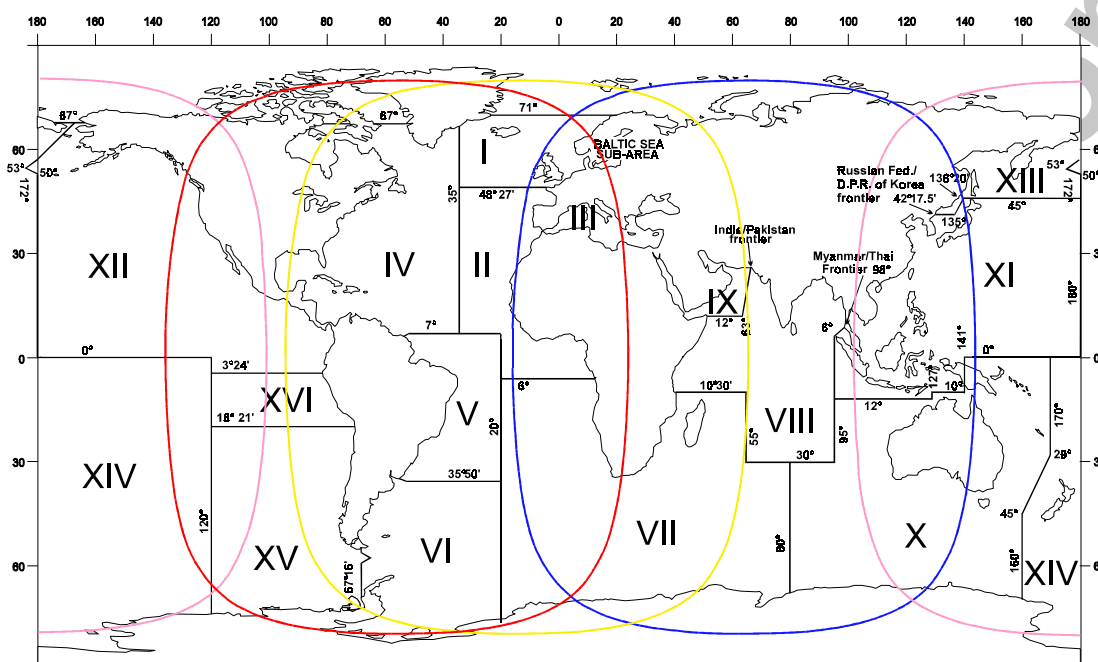 180 160 140 120 100 80 60 40 20 0 20 40 60 80 100 120 140 160 180
71°
67°
67°
I
BALTIC SEA
SUB-AREA
60
53°
50°
172°
Russian Fed./
D.P.R. of Korea
frontier 42°17.5'
136°20'
XIII
53°
50°
172°
35°
48° 27'
45°
135°
III
India/Pakistan
frontier
Myanmar/Thai
Frontier 98°
30
XII
IV
II
IX
XI
180°
12°
63°
6°
7°
141°
0
0°
0°
0
3°24'
6°
10°30'
127°
10°
XVI
12°
18° 21'
V
20°
VIII
55°
95°
170°
30
35°50'
30°
29°
30
XIV
120°
45°
XV
VI
VII
80°
X
60
67°16'
160°
XIV
60